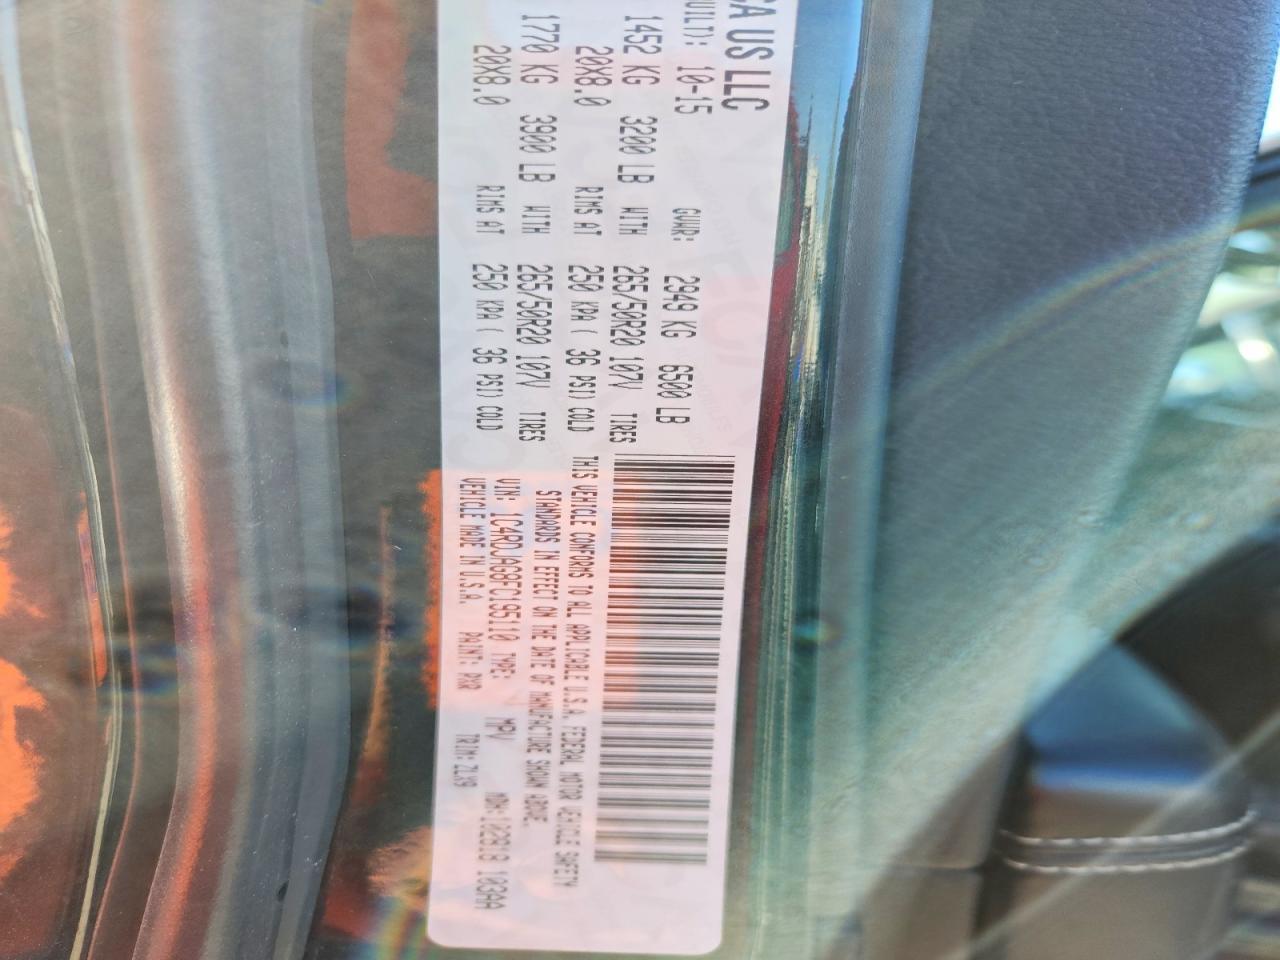 CA US LLC
UILT): 10-15 GVWR: 2949 KG 6500 LB
1452 KG 3200 LB WITH 265/50R20 107V TIRES
20X8.0 RIMS AT 250 KPA ( 36 PSI) COLD
1770 KG 3900 LB WITH 265/50R20 107V TIRES
20X8.0 RIMS AT 250 KPA ( 36 PSI) COLD
THIS VEHICLE CONFORMS TO ALL APPLICABLE U.S.A. FEDERAL MOTOR VEHICLE SAFETY
STANDARDS IN EFFECT ON THE DATE OF MANUFACTURE SHOWN ABOVE.
VIN: 1C4RDJAG8FC195110 TYPE: MPV MDH:102818 103AA
VEHICLE MADE IN U.S.A. PAINT: PXR TRIM: ZLX9